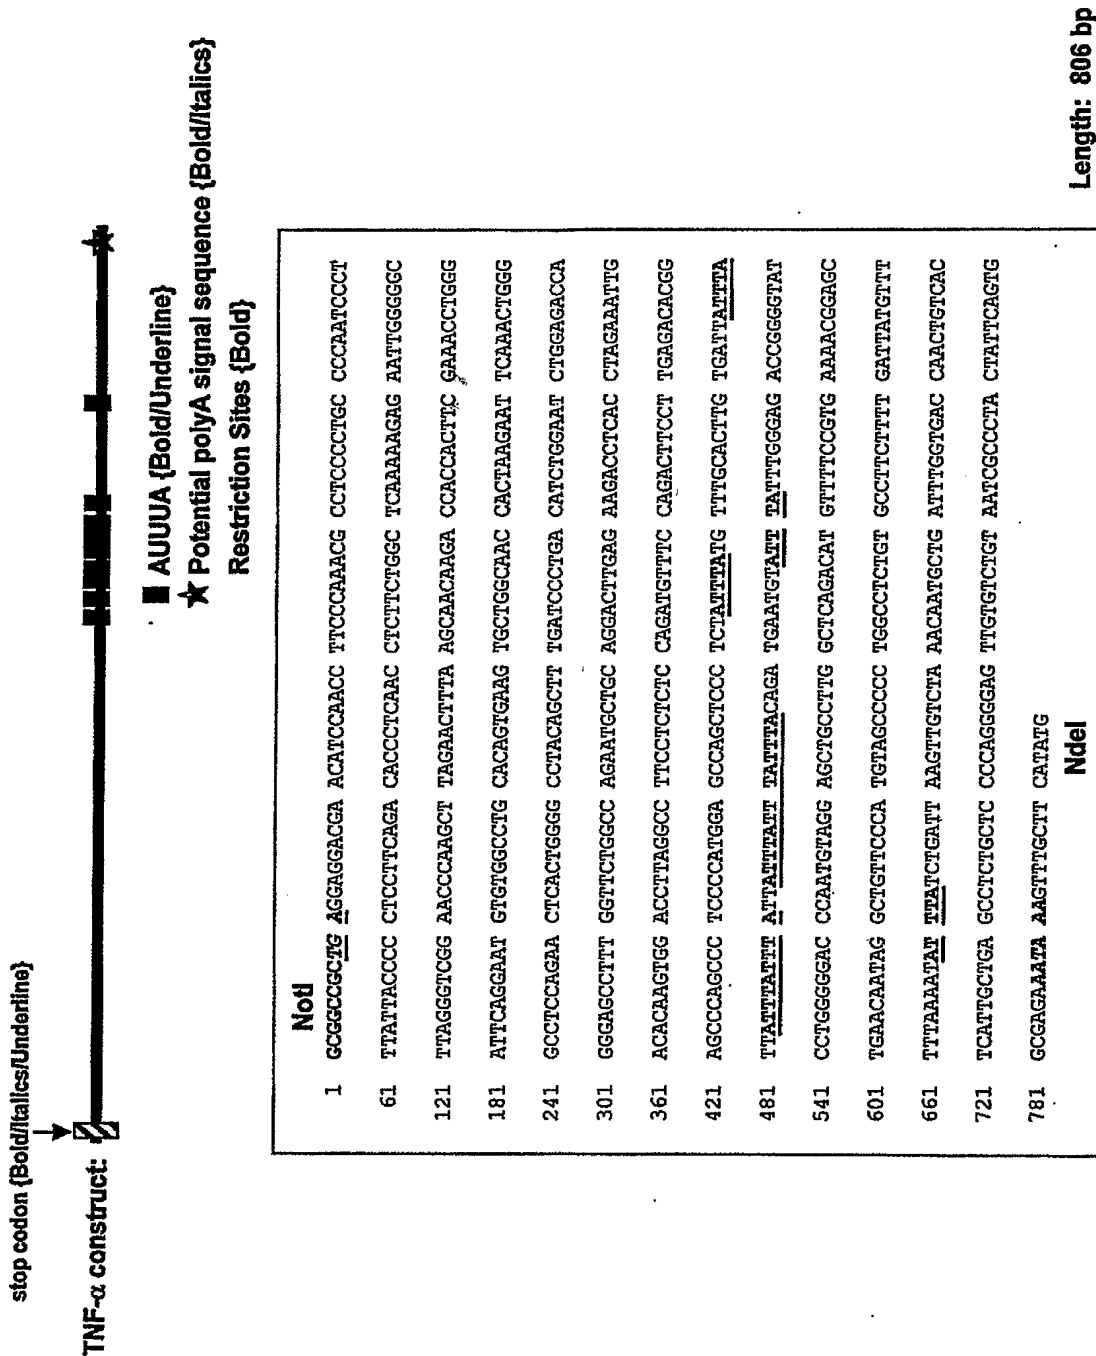 stop codon {Bold/Italics/Underline}
TNF-α construct:
AUUUA {Bold/Underline}
Potential polyA signal sequence {Bold/Italics}
Restriction Sites {Bold}
NotI
1 GCGGCCGCTG AGGAGGACGA ACATCCAACC TTCCCAAACG CCTCCCCTGC CCCAATCCCT
61 TTATTACCCC CTCCTTCAGA CACCCTCAAC CTCTTCTGGC TCAAAAAGAG AATTGGGGGC
121 TTAGGGTCGG AACCCAAGCT TAGAACTTTA AGCAACAAGA CCACCACTTC GAAACCTGGG
181 ATTCAGGAAT GTGTGGCCTG CACAGTGAAG TGCTGGCAAC CACTAAGAAT TCAAACTGGG
241 GCCTCCAGAA CTCACTGGGG CCTACAGCTT TGATCCCTGA CATCTGGAAT CTGGAGACCA
301 GGGAGCCTTT GGTTCTGGCC AGAATGCTGC AGGACTTGAG AAGACCTCAC CTAGAAATTG
361 ACACAAGTGG ACCTTAGGCC TTCCTCTCTC CAGATGTTTC CAGACTTCCT TGAGACACGG
421 AGCCCAGCCC TCCCCATGGA GCCAGCTCCC TCTATTTATG TTTGCACTTG TGATTATTTA
481 TTATTTATTT ATTATTTATT TATTTACAGA TGAATGTATT TATTTGGGAG ACCGGGGTAT
541 CCTGGGGGAC CCAATGTAGG AGCTGCCTTG GCTCAGACAT GTTTTCCGTG AAAACGGAGC
601 TGAACAATAG GCTGTTCCCA TGTAGCCCCC TGGCCTCTGT GCCTTCTTTT GATTATGTTT
661 TTTAAAATAT TTATCTGATT AAGTTGTCTA AACAATGCTG ATTTGGTGAC CAACTGTCAC
721 TCATTGCTGA GCCTCTGCTC CCCAGGGGAG TTGTGTCTGT AATCGCCCTA CTATTCAGTG
781 GCGAGAAATA AAGTTTGCTT CATATG
NdeI
Length: 806 bp